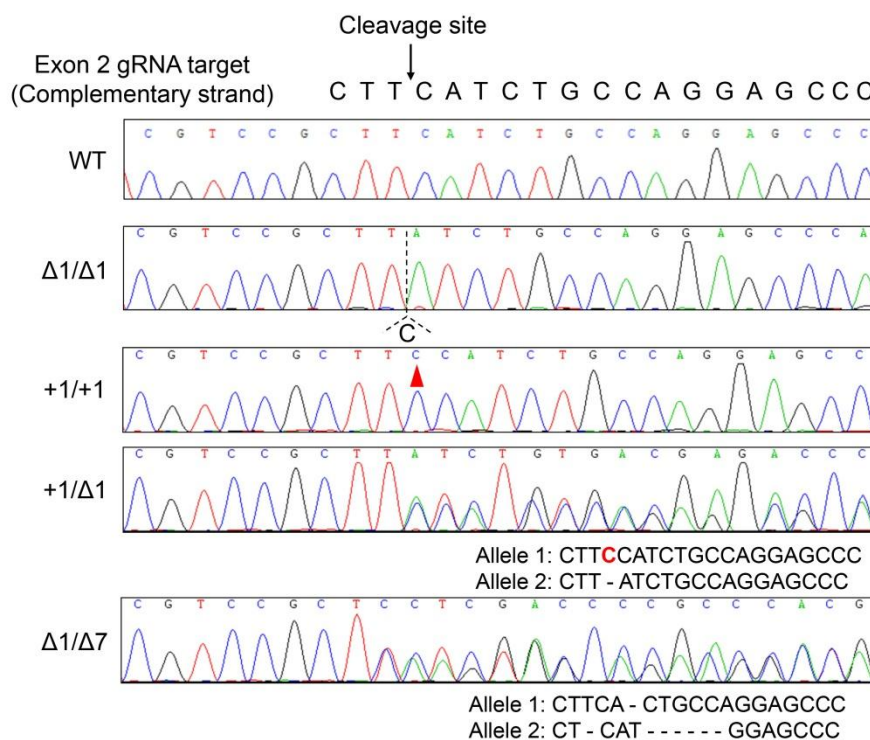 Cleavage site
Exon 2 gRNA target
(Complementary strand)
C T T C A T C T G C C A G G A G C C C
WT
C G T C C G C T T C A T C T G C C A G G A G C C C
Δ1/Δ1
C G T C C G C T T A T C T G C C A G G A G C C C A
C
+1/+1
C G T C C G C T T C C A T C T G C C A G G A G C C
+1/Δ1
C G T C C G C T T A T C T G T G A C G A G A C C C
Allele 1: CTTCCATCTGCCAGGAGCCC
Allele 2: CTT - ATCTGCCAGGAGCCC
Δ1/Δ7
C G T C C G C T C C T C G A C C C C G C C C A C G
Allele 1: CTTCA - CTGCCAGGAGCCC
Allele 2: CT - CAT - - - - - - GGAGCCC